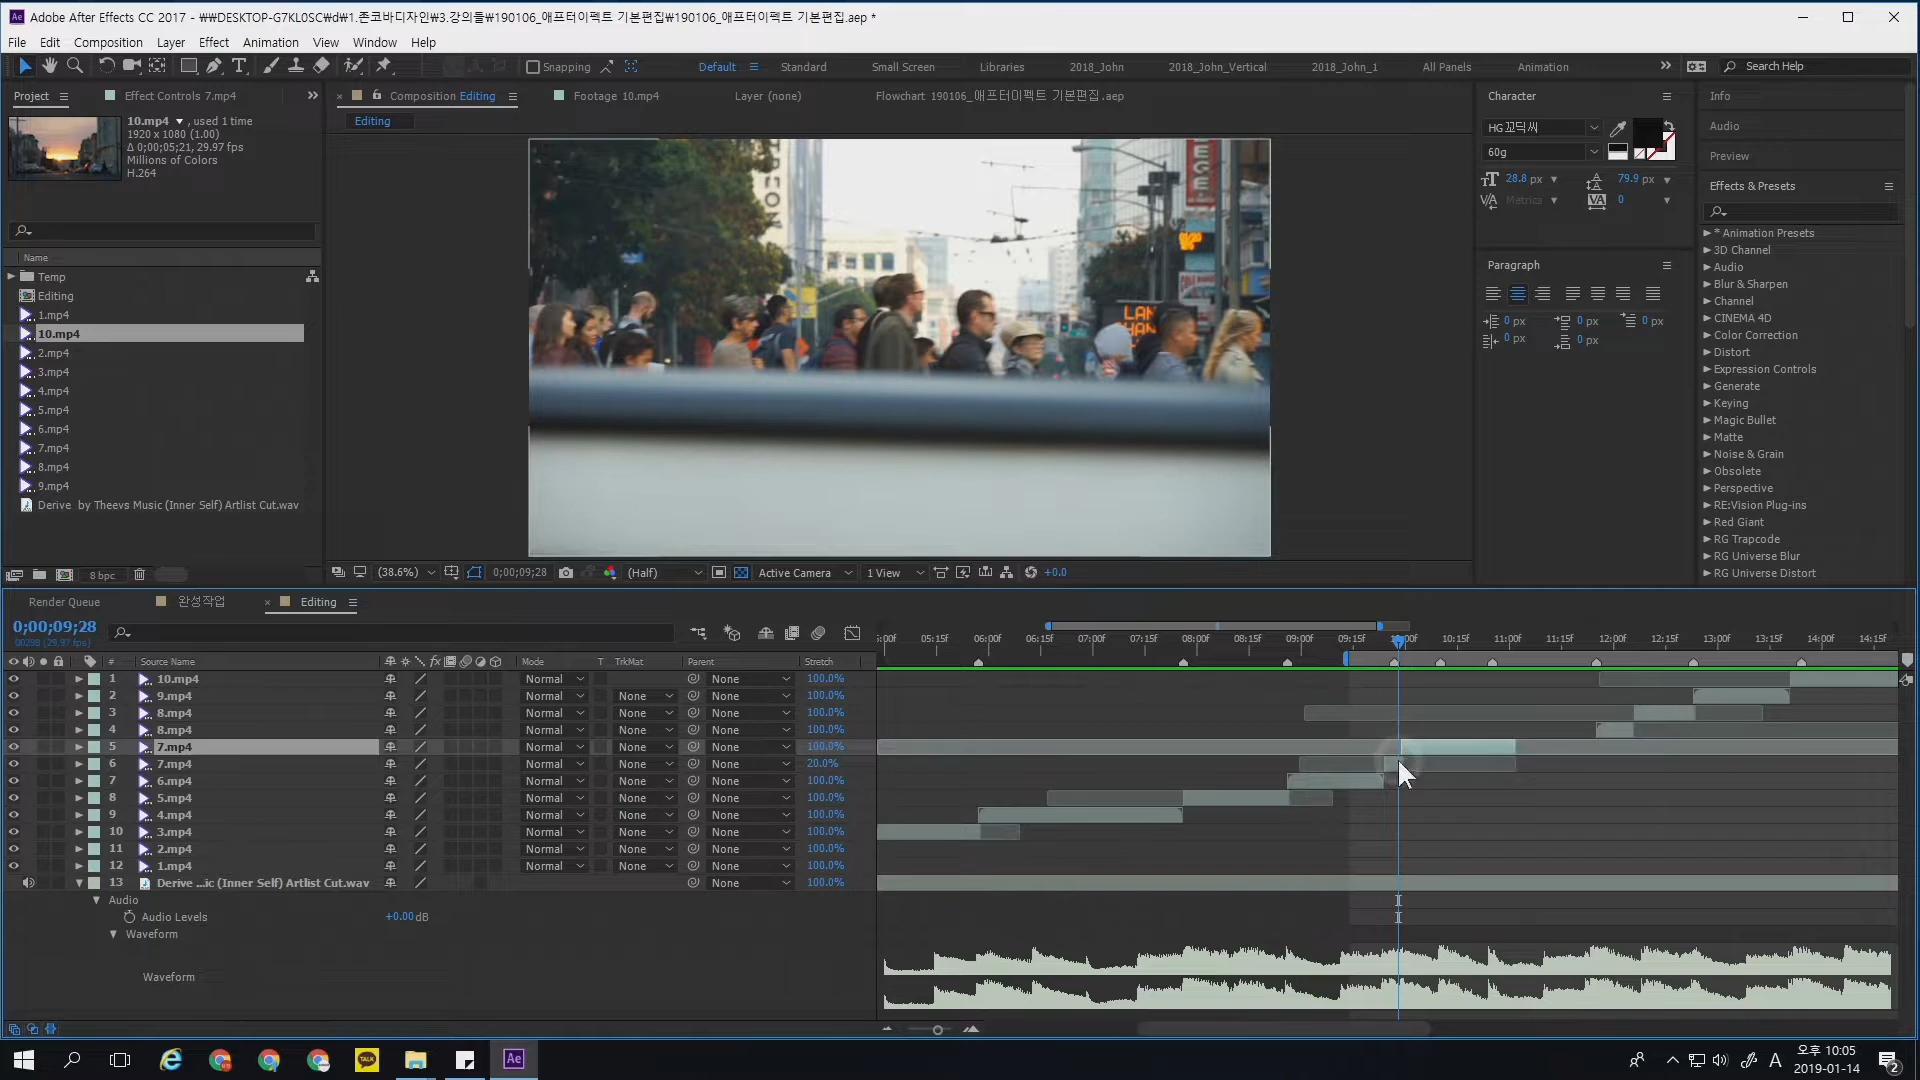 Adobe After Effects CC 2017 - ₩₩DESKTOP-G7KL0SC₩d₩1.존코바디자인₩3.강의들₩190106_애프터이펙트 기본편집₩190106_애프터이펙트 기본편집.aep *
File Edit Composition Layer Effect Animation View Window Help
Snapping Default Standard Small Screen Libraries 2018_John 2018_John_Vertical 2018_John_1 All Panels Animation Search Help
Project Effect Controls 7.mp4 Composition Editing Footage 10.mp4 Layer (none) Flowchart 190106_애프터이펙트 기본편집.aep
Editing
10.mp4 , used 1 time
1920 x 1080 (1.00)
Δ 0;00;05;21, 29.97 fps
Millions of Colors
H.264
Name
Temp
Editing
1.mp4
10.mp4
2.mp4
3.mp4
4.mp4
5.mp4
6.mp4
7.mp4
8.mp4
9.mp4
Derive by Theevs Music (Inner Self) Artlist Cut.wav
8 bpc
LAN
(38.6%) 0;00;09;28 (Half) Active Camera 1 View +0.0
Character
HG꼬딕씨
60g
28.8 px 79.9 px
Metrics 0
Paragraph
0 px 0 px 0 px
0 px 0 px
Info
Audio
Preview
Effects & Presets
* Animation Presets
3D Channel
Audio
Blur & Sharpen
Channel
CINEMA 4D
Color Correction
Distort
Expression Controls
Generate
Keying
Magic Bullet
Matte
Noise & Grain
Obsolete
Perspective
RE:Vision Plug-ins
Red Giant
RG Trapcode
RG Universe Blur
RG Universe Distort
Render Queue 완성작업 Editing
0;00;09;28
00298 (29.97 fps)
5:00f 05:15f 06:00f 06:15f 07:00f 07:15f 08:00f 08:15f 09:00f 09:15f 10:00f 10:15f 11:00f 11:15f 12:00f 12:15f 13:00f 13:15f 14:00f 14:15f
# Source Name Mode T TrkMat Parent Stretch
1 10.mp4 Normal None 100.0%
2 9.mp4 Normal None None 100.0%
3 8.mp4 Normal None None 100.0%
4 8.mp4 Normal None None 100.0%
5 7.mp4 Normal None None 100.0%
6 7.mp4 Normal None None 20.0%
7 6.mp4 Normal None None 100.0%
8 5.mp4 Normal None None 100.0%
9 4.mp4 Normal None None 100.0%
10 3.mp4 Normal None None 100.0%
11 2.mp4 Normal None None 100.0%
12 1.mp4 Normal None None 100.0%
13 Derive ...ic (Inner Self) Artlist Cut.wav None 100.0%
Audio
Audio Levels +0.00 dB
Waveform
Waveform
TALK Ae A 오후 10:05
2019-01-14 2